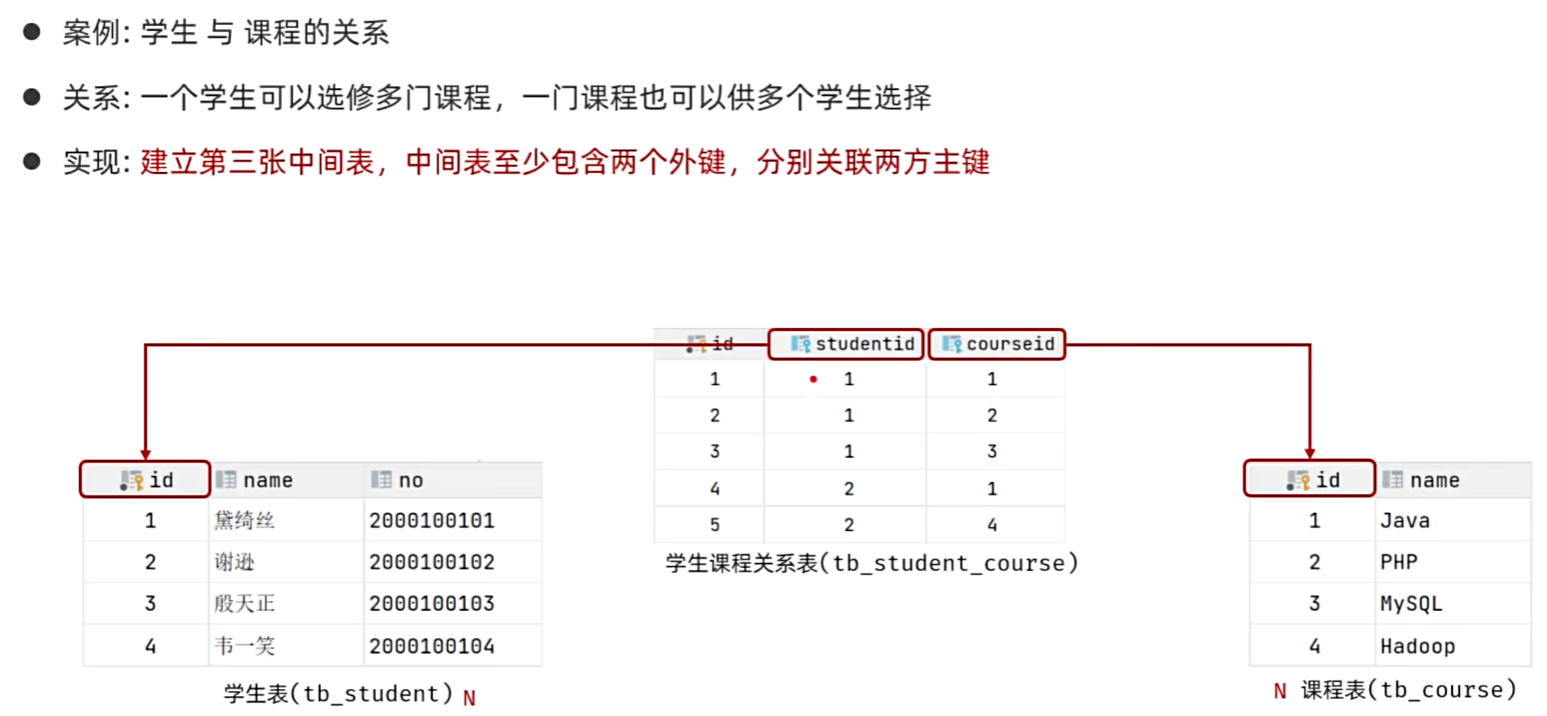 案例: 学生 与 课程的关系
关系: 一个学生可以选修多门课程，一门课程也可以供多个学生选择
实现: 建立第三张中间表，中间表至少包含两个外键，分别关联两方主键
id studentid courseid
1 1 1
2 1 2
3 1 3
4 2 1
5 2 4
学生课程关系表(tb_student_course)
id name no
1 黛绮丝 2000100101
2 谢逊 2000100102
3 殷天正 2000100103
4 韦一笑 2000100104
学生表(tb_student) N
id name
1 Java
2 PHP
3 MySQL
4 Hadoop
N 课程表(tb_course)